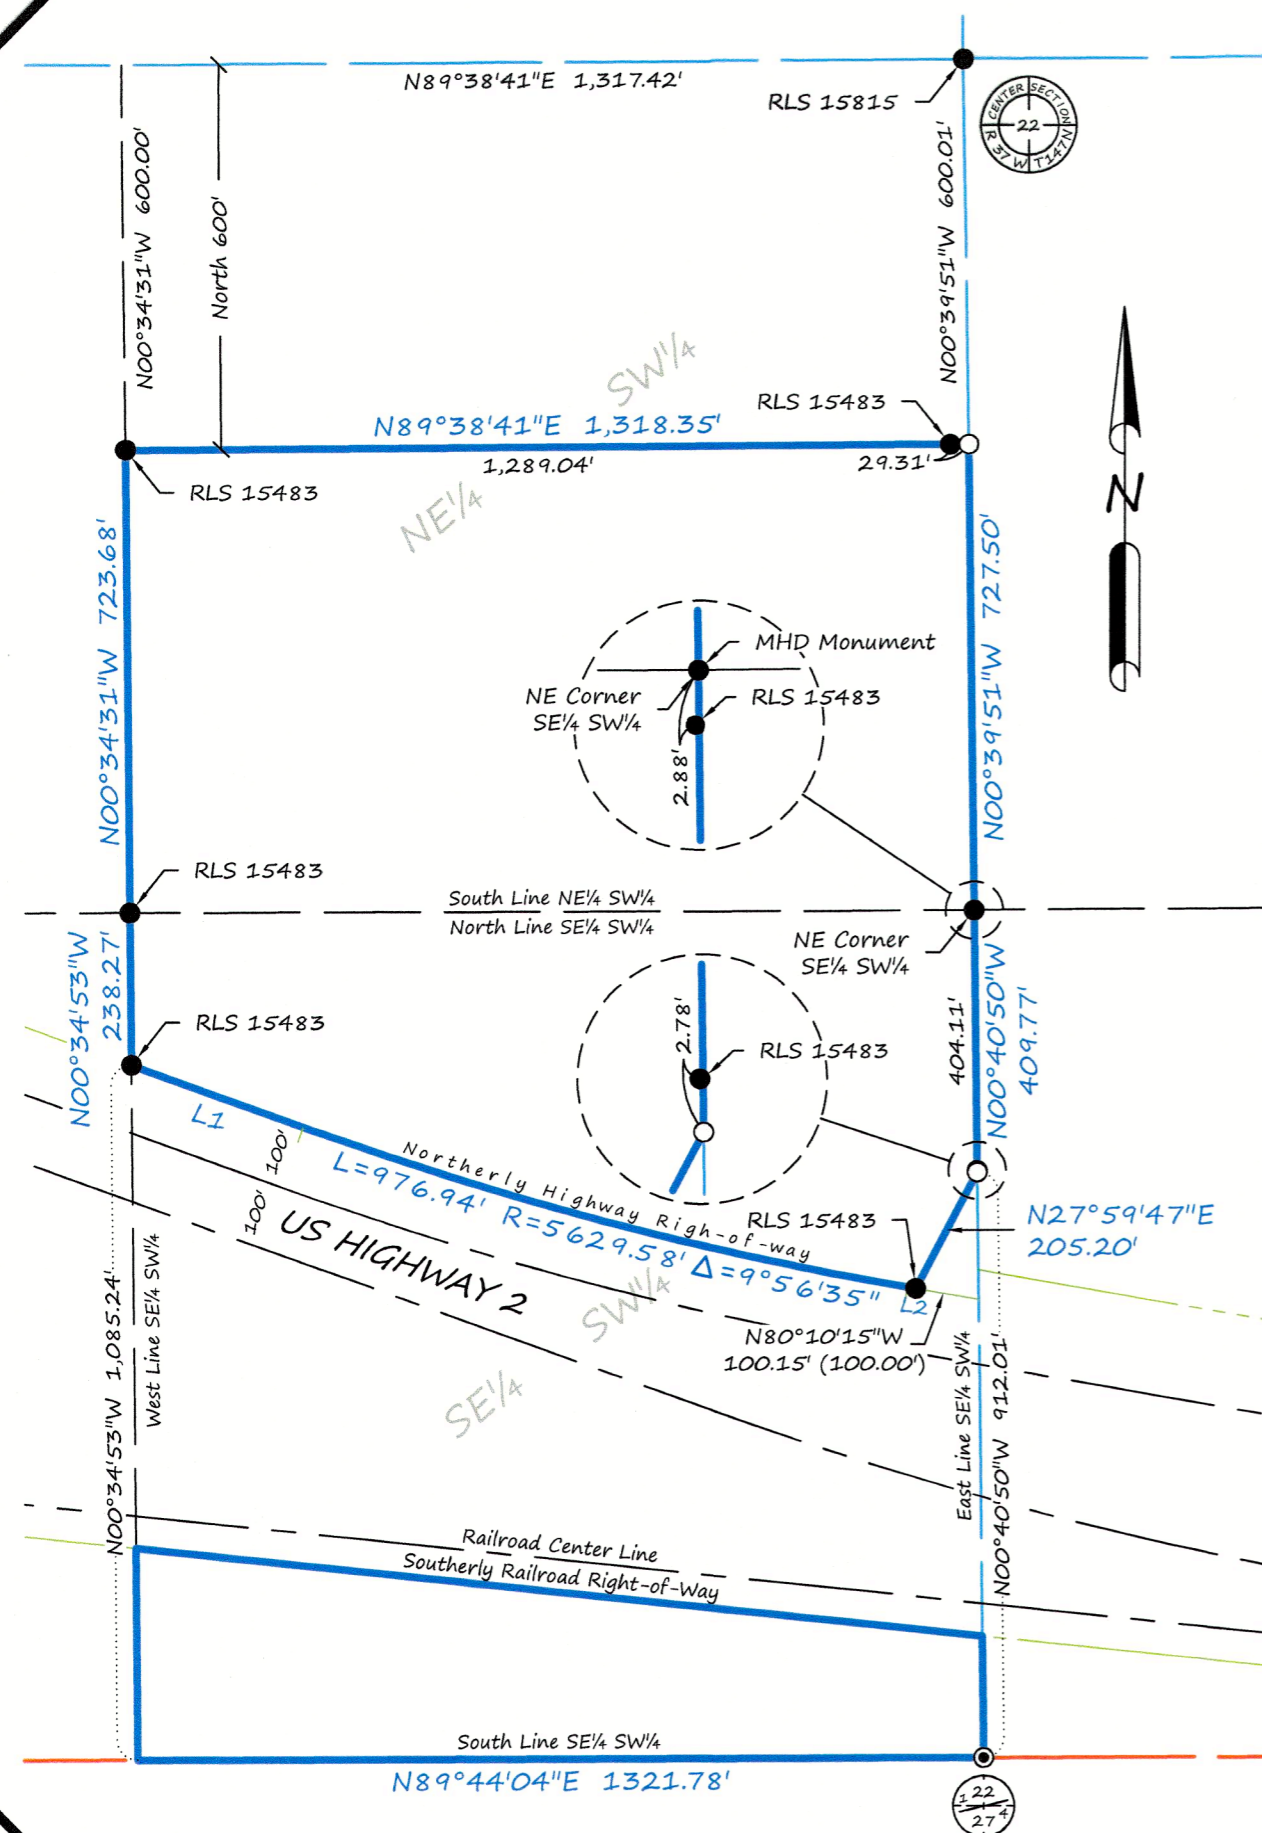 N89°38'41"E 1,317.42'
RLS 15815
CENTER SECTION
22
R 37 W T147N
N00°34'31"W 600.00'
North 600'
N00°39'51"W 600.01'
SW¼
RLS 15483
N89°38'41"E 1,318.35'
1,289.04'
29.31'
RLS 15483
NE¼
N
N00°34'31"W 723.68'
N00°39'51"W 727.50'
MHD Monument
NE Corner
SE¼ SW¼
RLS 15483
2.88'
RLS 15483
South Line NE¼ SW¼
North Line SE¼ SW¼
NE Corner
SE¼ SW¼
N00°34'53"W
238.27'
RLS 15483
2.78'
RLS 15483
404.11'
N00°40'50"W
409.77'
L1
100'
100'
Northerly Highway Righ-of-way
L=976.94' R=5629.58' Δ=9°56'35"
US HIGHWAY 2
RLS 15483
N27°59'47"E
205.20'
L2
N80°10'15"W
100.15' (100.00')
SW¼
SE¼
N00°34'53"W 1,085.24'
West Line SE¼ SW¼
East Line SE¼ SW¼
N00°40'50"W 912.01'
Railroad Center Line
Southerly Railroad Right-of-Way
South Line SE¼ SW¼
N89°44'04"E 1321.78'
22
1 4
27